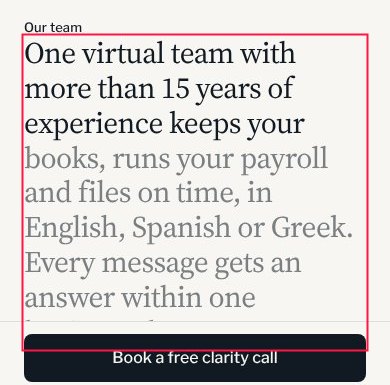 Our team
One virtual team with
more than 15 years of
experience keeps your
books, runs your payroll
and files on time, in
English, Spanish or Greek.
Every message gets an
answer within one
Book a free clarity call